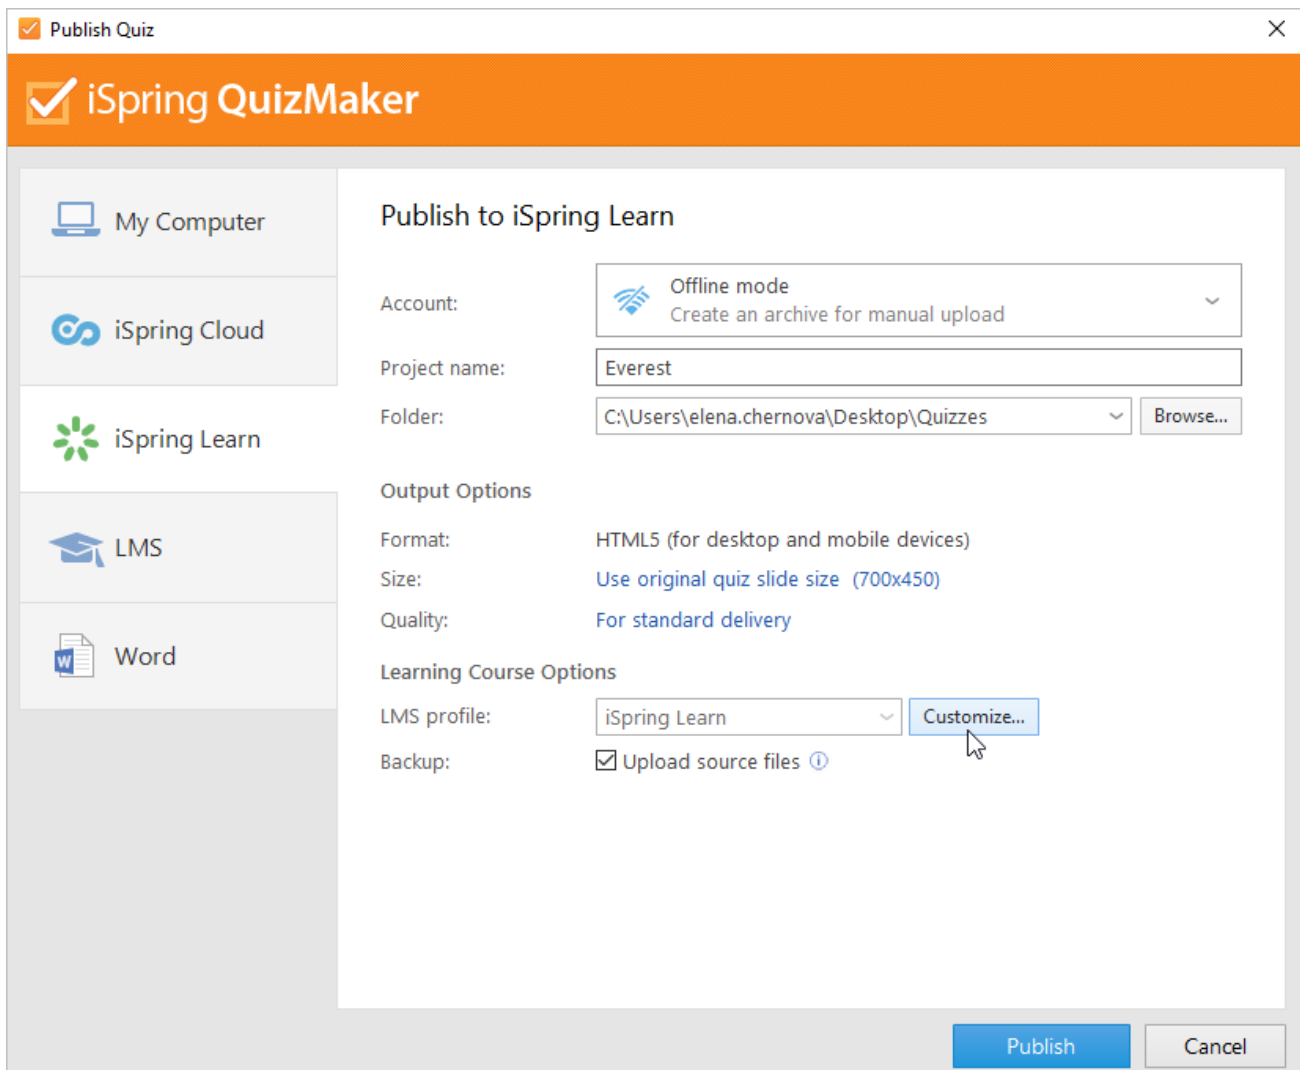 Publish Quiz
iSpring QuizMaker
My Computer
iSpring Cloud
iSpring Learn
LMS
W Word
Publish to iSpring Learn
Account: Offline mode
Create an archive for manual upload
Project name: Everest
Folder: C:\Users\elena.chernova\Desktop\Quizzes Browse...
Output Options
Format: HTML5 (for desktop and mobile devices)
Size: Use original quiz slide size (700x450)
Quality: For standard delivery
Learning Course Options
LMS profile: iSpring Learn Customize...
Backup: Upload source files
Publish Cancel